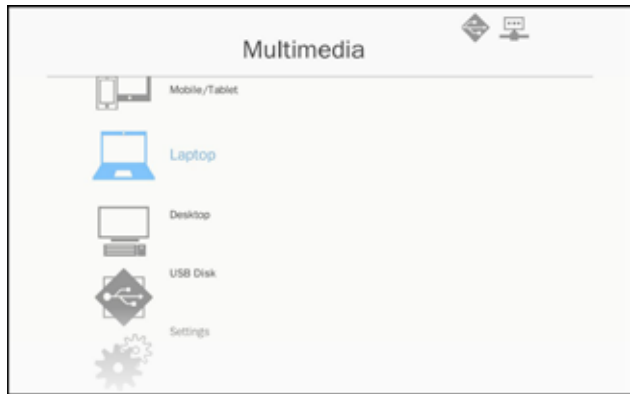 Multimedia
Mobile/Tablet
Laptop
Desktop
USB Disk
Settings